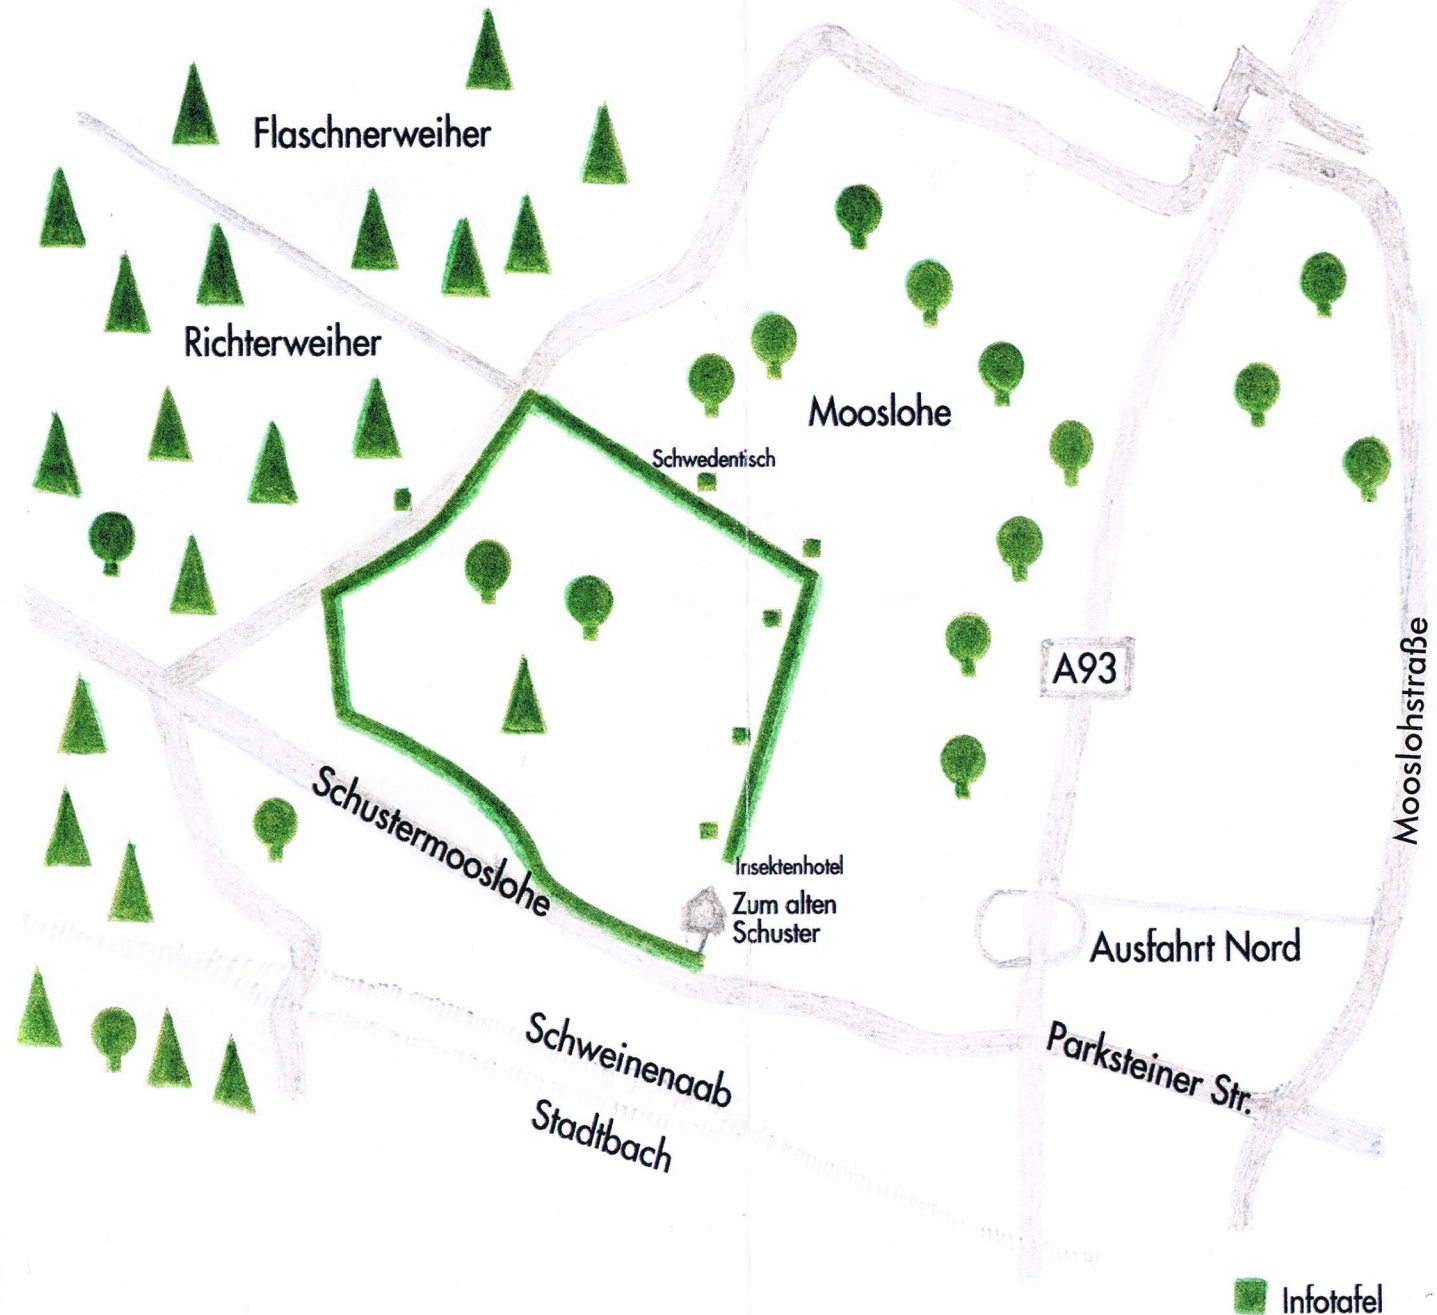 Flaschnerweiher
Richterweiher
Mooslohe
Schwedentisch
A93
Mooslohstraße
Schustermooslohe
Insektenhotel
Zum alten
Schuster
Ausfahrt Nord
Schweinenaab
Parksteiner Str.
Stadtbach
Infotafel